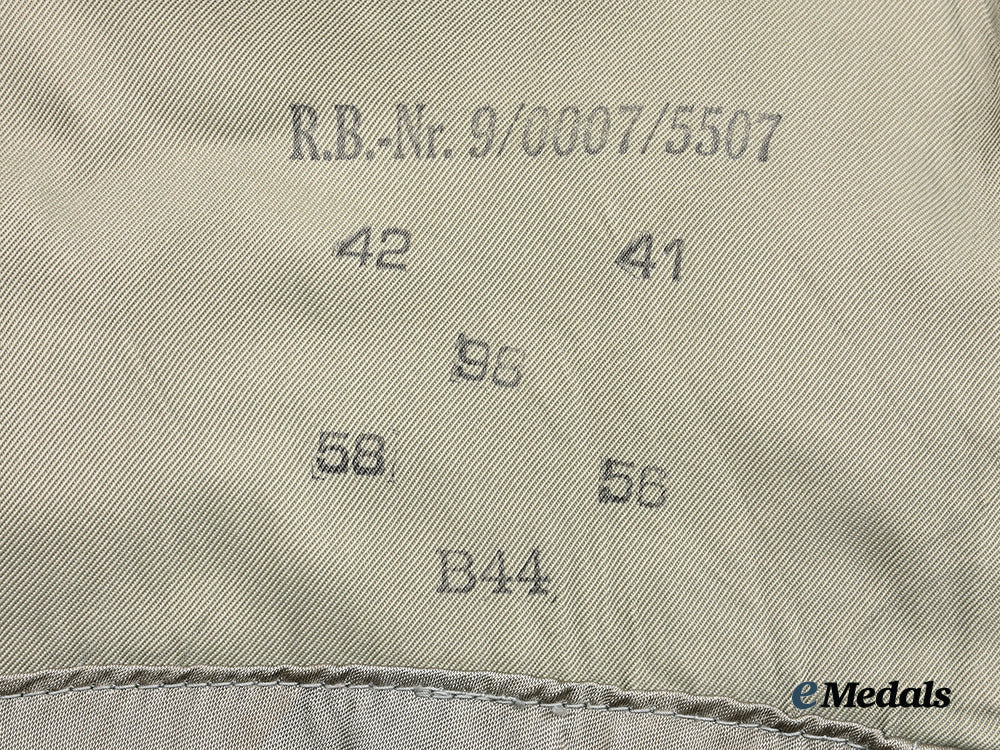 R.B.-Nr. 9/0007/5507
42 41
98
58 56
B44
eMedals